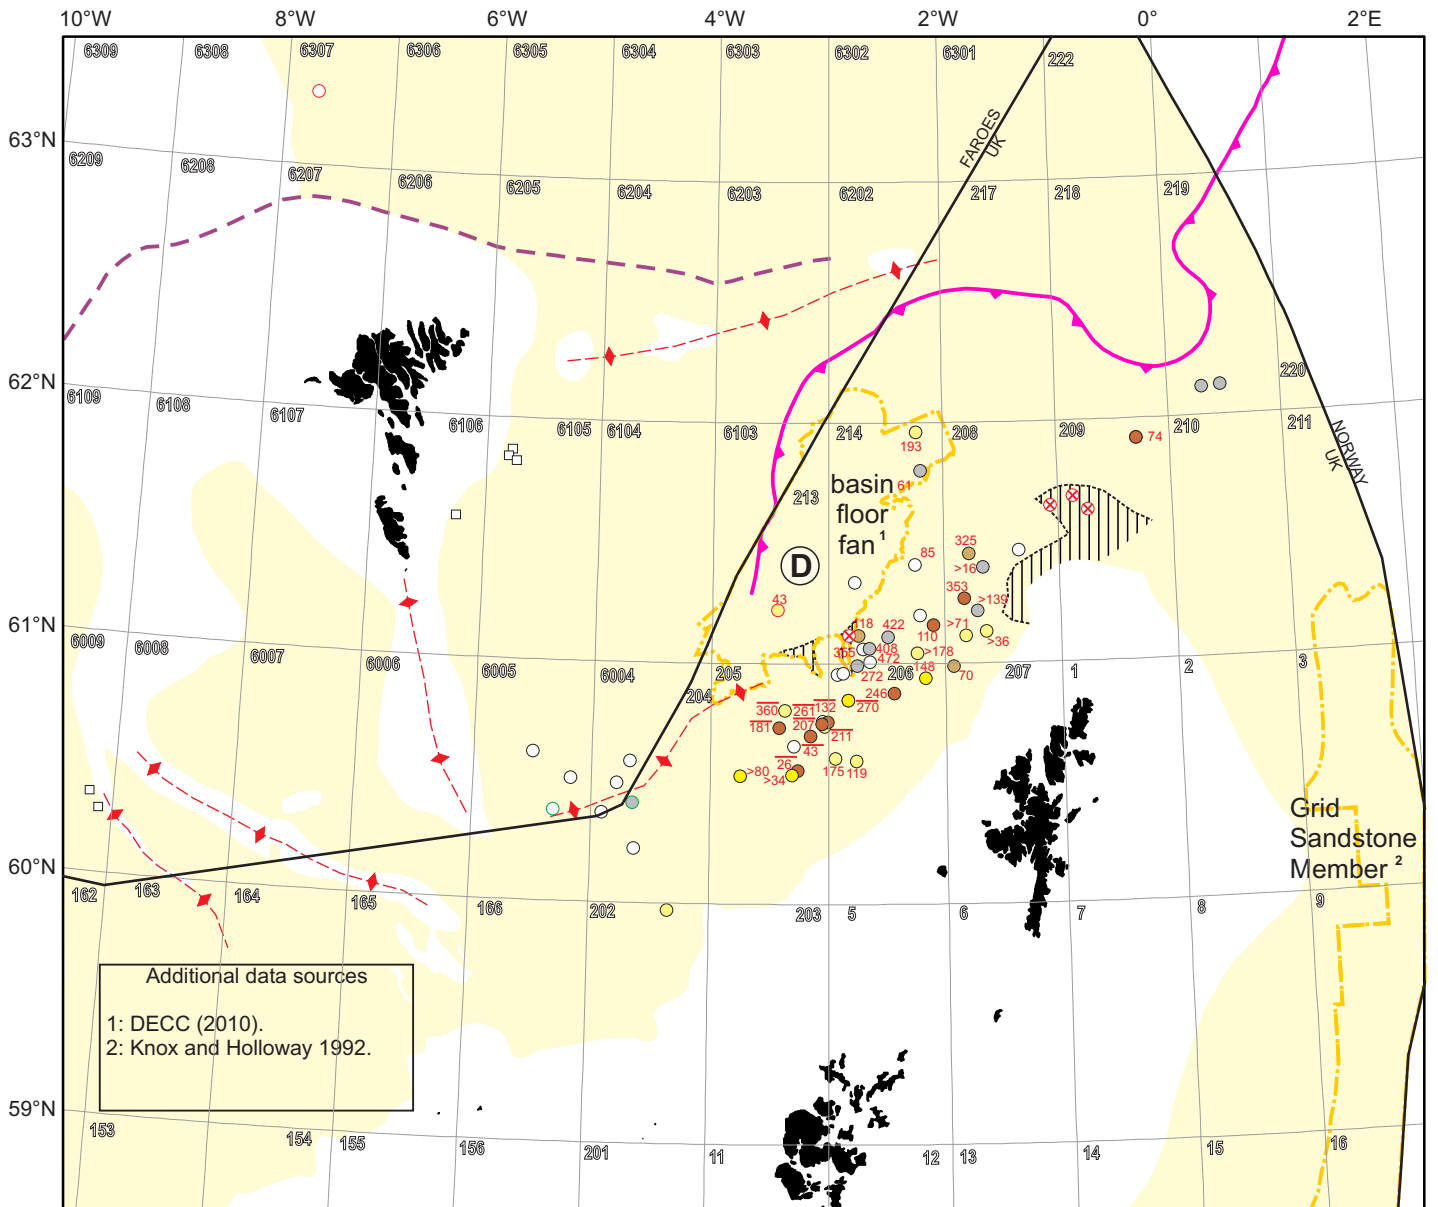 10°W 8°W 6°W 4°W 2°W 0° 2°E
6309 6308 6307 6306 6305 6304 6303 6302 6301 222
FAROES
UK
63°N
6209 6208 6207 6206 6205 6204 6203 6202 217 218 219
62°N
6109 6108 6107 6106 6105 6104 6103 214 208 209 210 211 220
NORWAY
UK
193
74
61
213
basin
floor
fan ¹
D
85
325
>16
353
>139
43
118
422
110
>71
>36
355
408
>178
472
272
148
70
61°N
6009 6008 6007 6006 6005 6004 205 204 206 207 1 2 3
246
360
261
132
270
181
207
211
43
26
175
119
>80
>34
Grid
Sandstone
Member ²
60°N
162 163 164 165 166 202 203 5 6 7 8 9
Additional data sources
1: DECC (2010).
2: Knox and Holloway 1992.
59°N
153 154 155 156 201 11 12 13 14 15 16